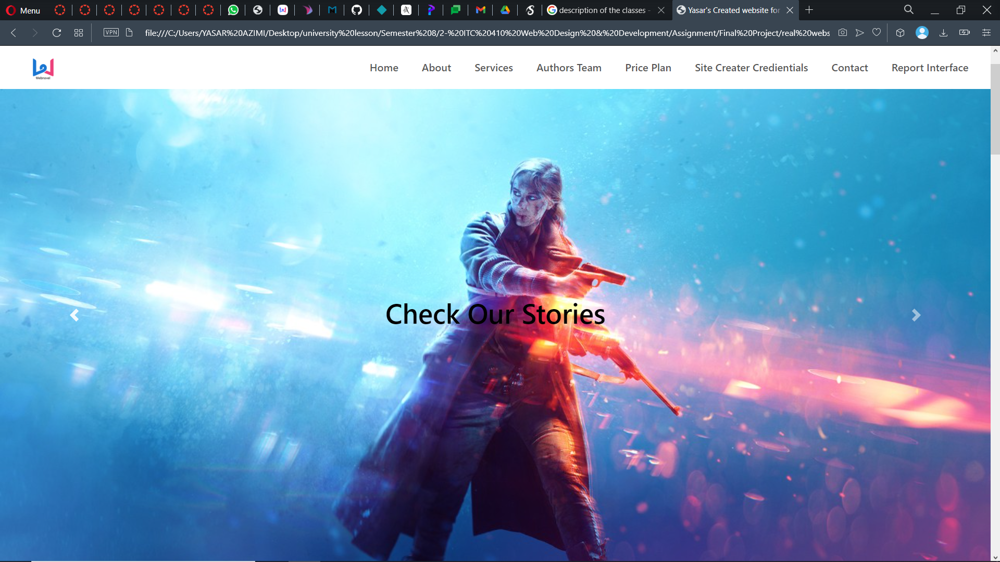 Menu
description of the classes -
Yasar's Created website for
VPN
file:///C:/Users/YASAR%20AZIMI/Desktop/university%20lesson/Semester%208/2-%20ITC%20410%20Web%20Design%20&%20Development/Assignment/Final%20Project/real%20webs
Webnovel
Home
About
Services
Authors Team
Price Plan
Site Creater Credientials
Contact
Report Interface
Check Our Stories